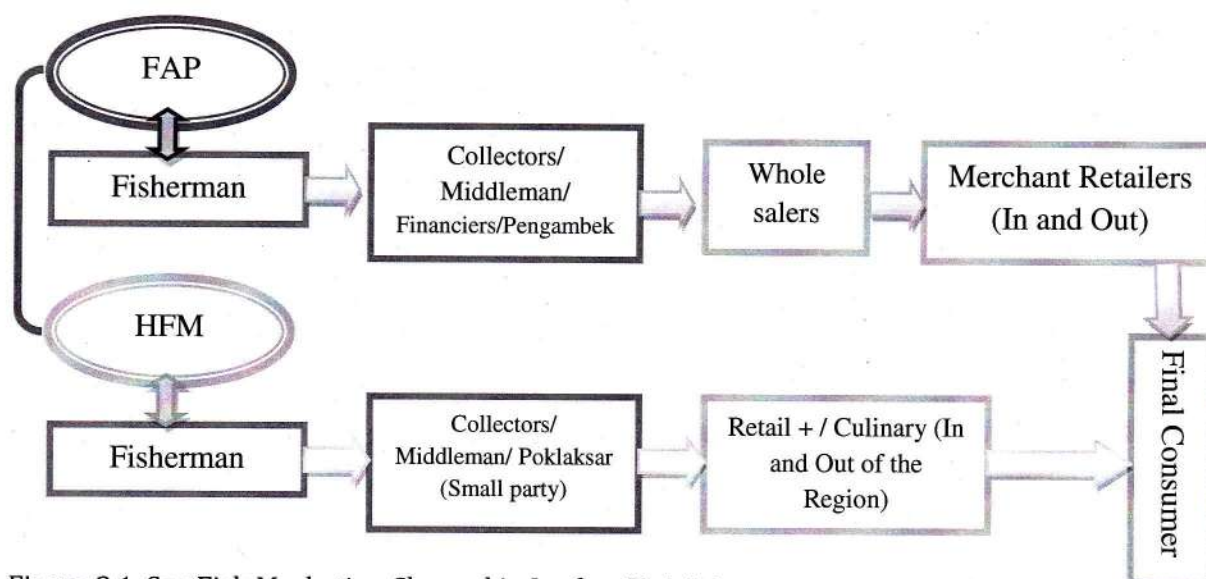 FAP
Fisherman
Collectors/
Middleman/
Financiers/Pengambek
Whole
salers
Merchant Retailers
(In and Out)
HFM
Fisherman
Collectors/
Middleman/ Poklaksar
(Small party)
Retail + / Culinary (In
and Out of the
Region)
Final Consumer